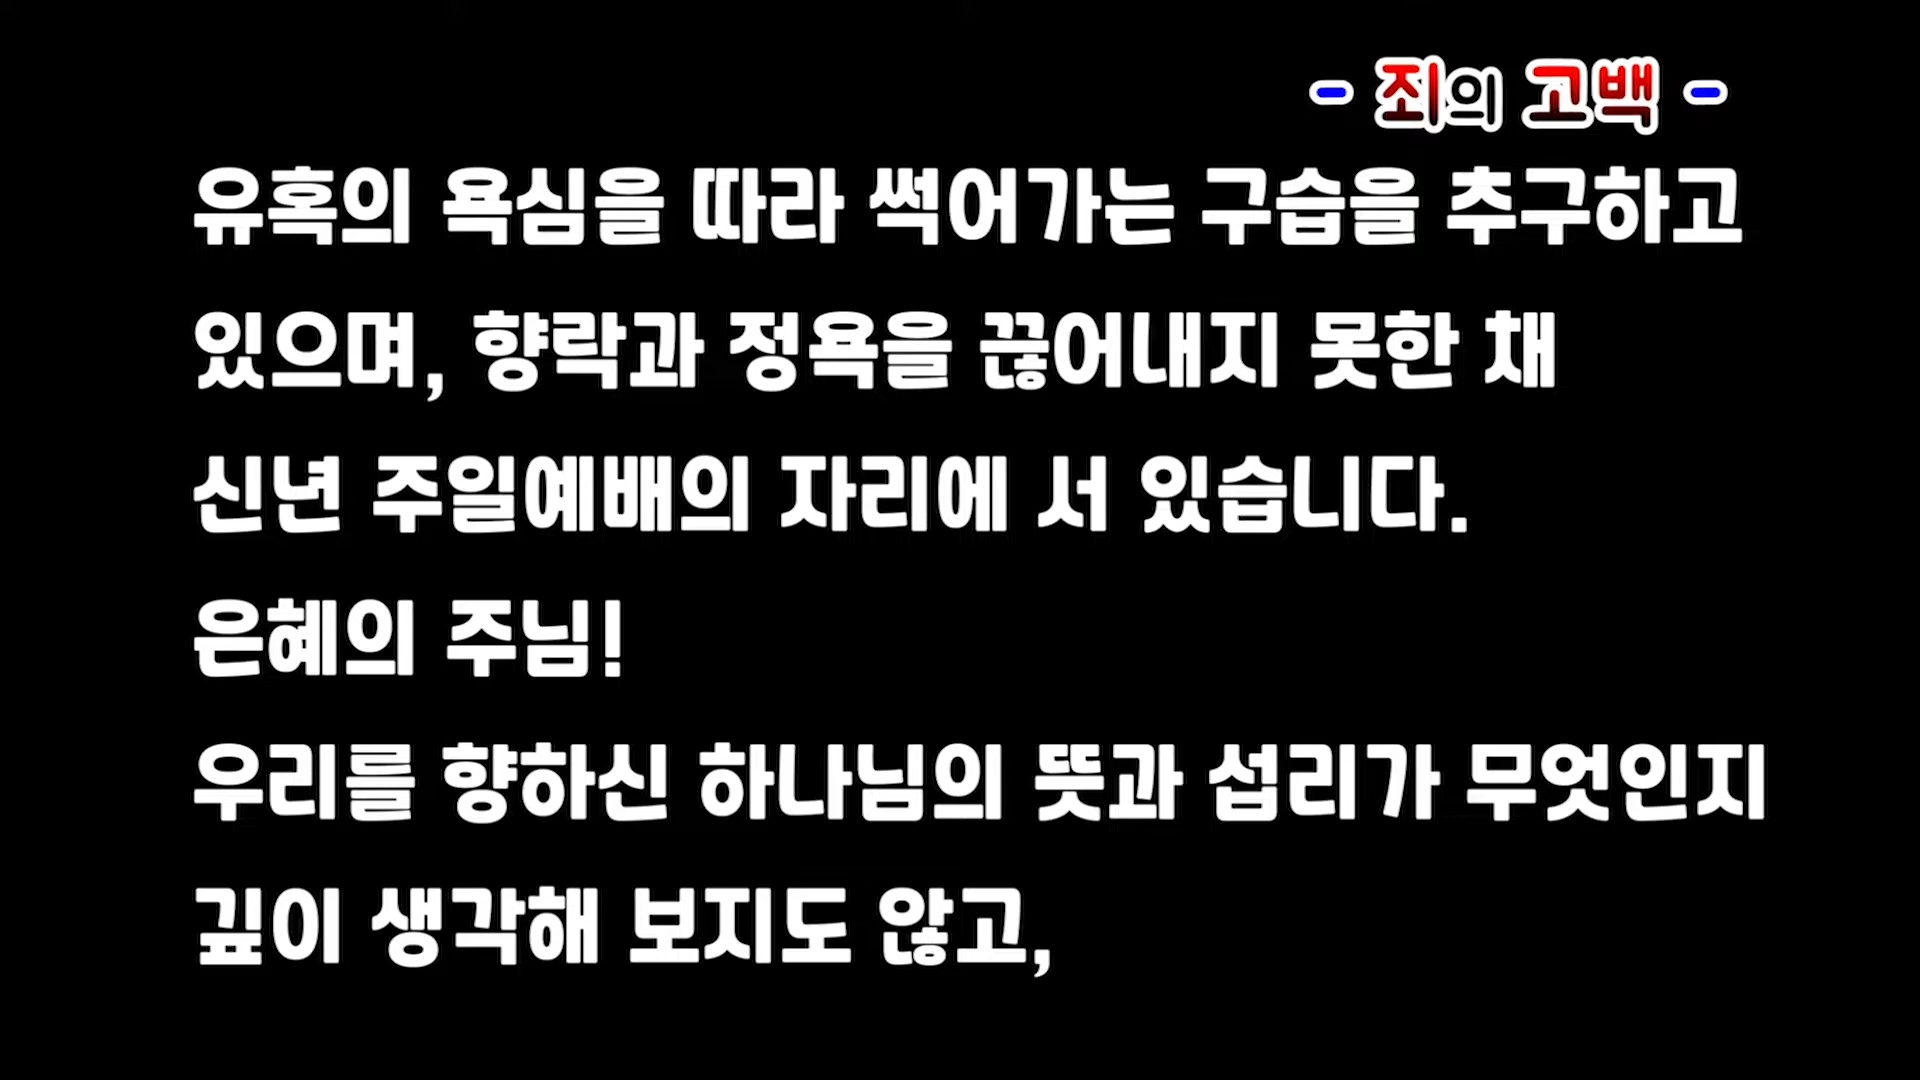 - 죄의 고백 -
유혹의 욕심을 따라 썩어가는 구습을 추구하고
있으며, 향락과 정욕을 끊어내지 못한 채
신년 주일예배의 자리에 서 있습니다.
은혜의 주님!
우리를 향하신 하나님의 뜻과 섭리가 무엇인지
깊이 생각해 보지도 않고,